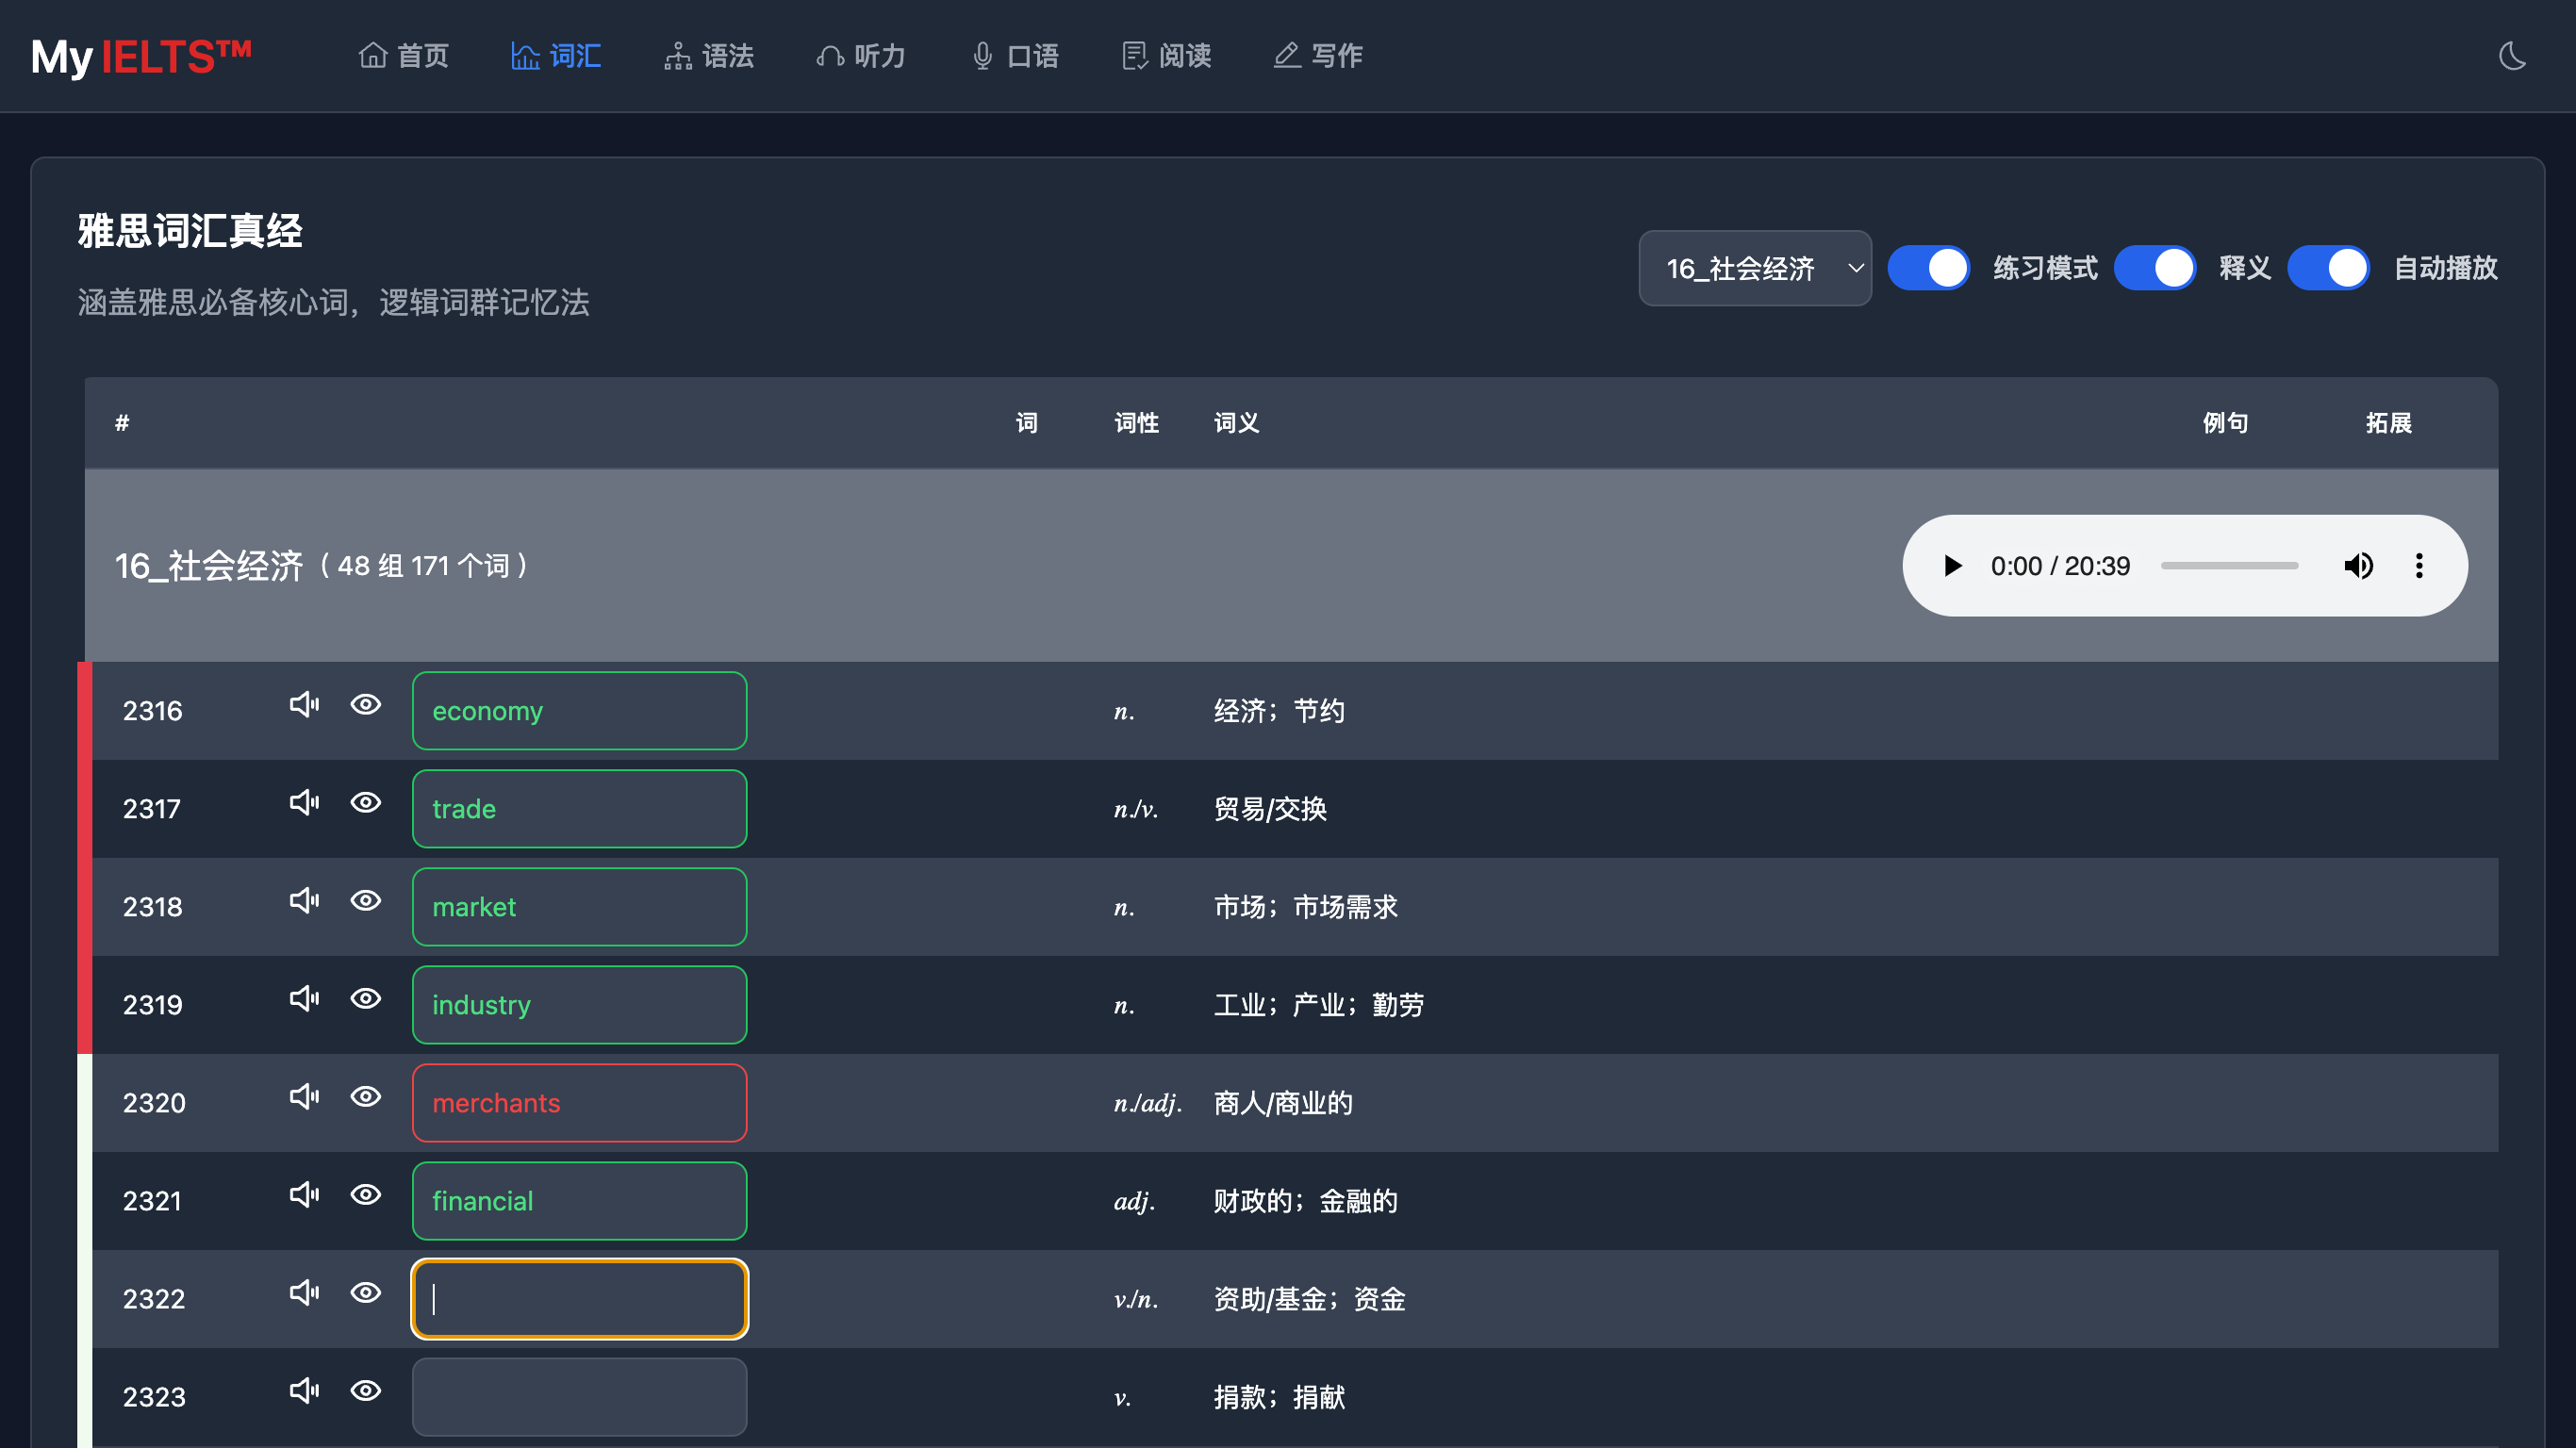 My IELTS™ 首页 词汇 语法 听力 口语 阅读 写作
雅思词汇真经
涵盖雅思必备核心词，逻辑词群记忆法
16_社会经济 练习模式 释义 自动播放
# 词 词性 词义 例句 拓展
16_社会经济（ 48 组 171 个词 ） 0:00 / 20:39
2316 economy n. 经济；节约
2317 trade n./v. 贸易/交换
2318 market n. 市场；市场需求
2319 industry n. 工业；产业；勤劳
2320 merchants n./adj. 商人/商业的
2321 financial adj. 财政的；金融的
2322 v./n. 资助/基金；资金
2323 v. 捐款；捐献